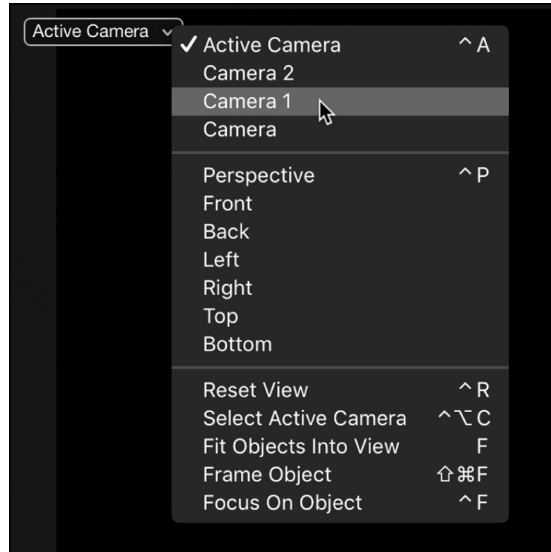 Active Camera
✓ Active Camera ^ A
Camera 2
Camera 1
Camera
Perspective ^ P
Front
Back
Left
Right
Top
Bottom
Reset View ^ R
Select Active Camera ^⌥ C
Fit Objects Into View F
Frame Object ⇧⌘F
Focus On Object ^ F